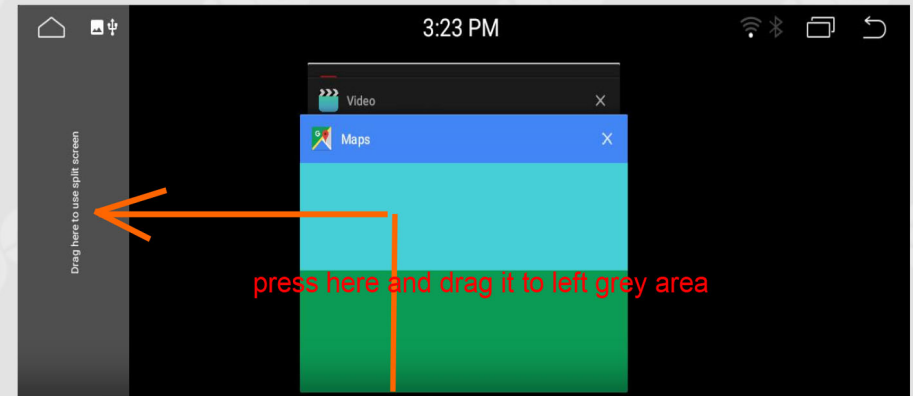 3:23 PM
Video
Maps
Drag here to use split screen
press here and drag it to left grey area